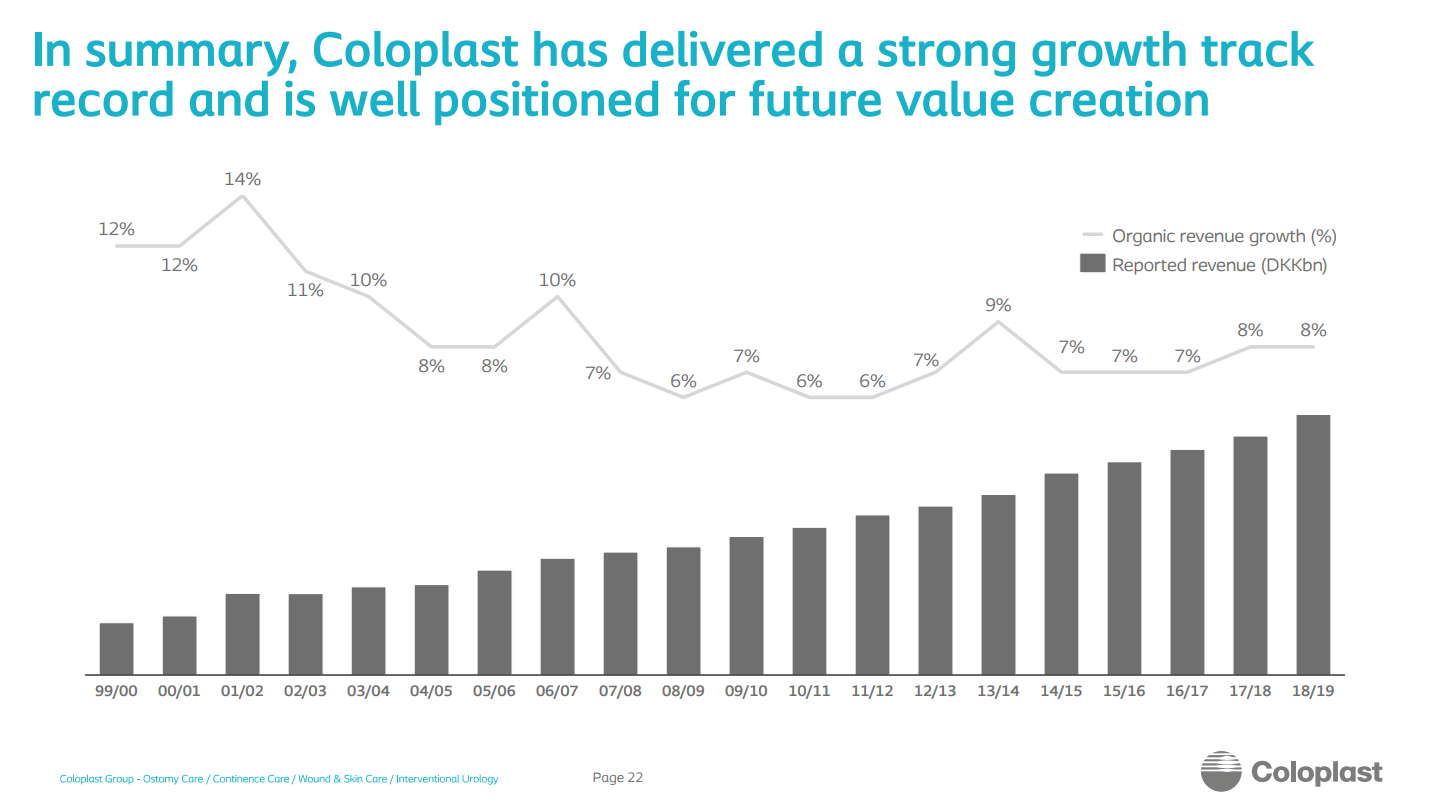 In summary, Coloplast has delivered a strong growth track
record and is well positioned for future value creation
14%
12%
12%
11%
10%
8%
8%
10%
7%
6%
7%
6%
6%
7%
9%
7%
7%
7%
8%
8%
Organic revenue growth (%)
Reported revenue (DKKbn)
99/00 00/01 01/02 02/03 03/04 04/05 05/06 06/07 07/08 08/09 09/10 10/11 11/12 12/13 13/14 14/15 15/16 16/17 17/18 18/19
Coloplast Group - Ostomy Care / Continence Care / Wound & Skin Care / Interventional Urology
Page 22
Coloplast